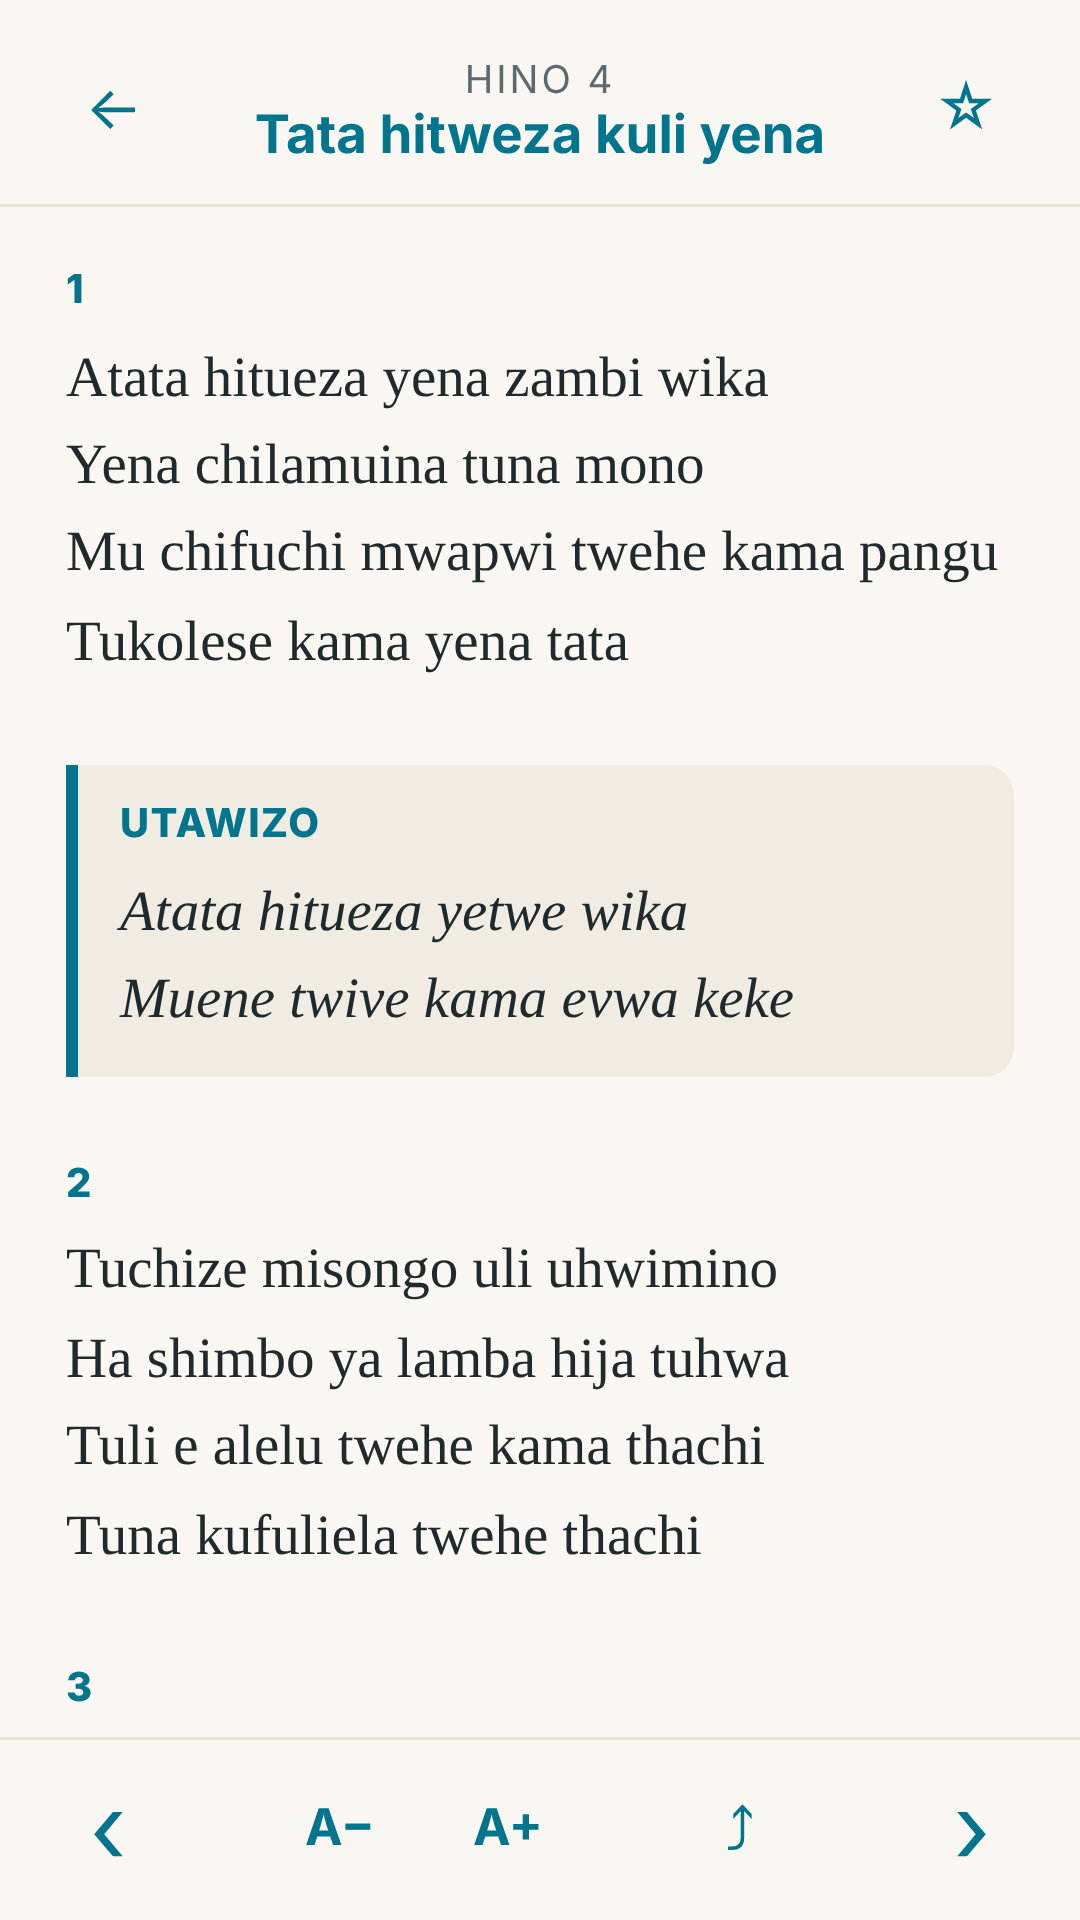 HINO 4
Tata hitweza kuli yena
1
Atata hitueza yena zambi wika
Yena chilamuina tuna mono
Mu chifuchi mwapwi twehe kama pangu
Tukolese kama yena tata
UTAWIZO
Atata hitueza yetwe wika
Muene twive kama evwa keke
2
Tuchize misongo uli uhwimino
Ha shimbo ya lamba hija tuhwa
Tuli e alelu twehe kama thachi
Tuna kufuliela twehe thachi
3
A− A+